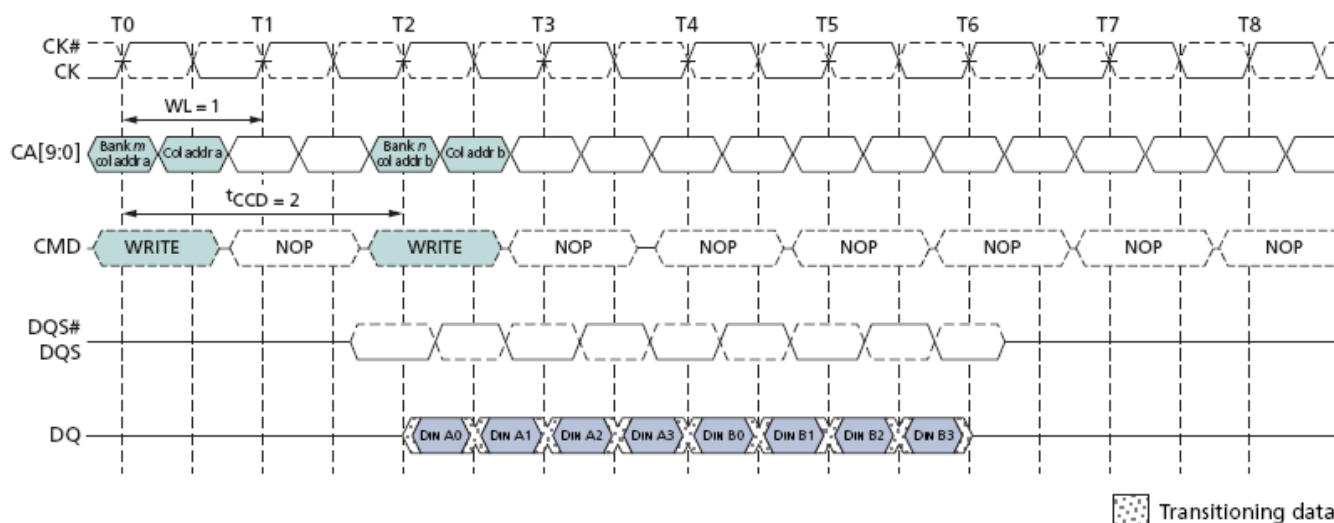 T0 T1 T2 T3 T4 T5 T6 T7 T8
CK#
CK
WL = 1
CA[9:0]
Bank m
col addr a
Col addr a
Bank n
col addr b
Col addr b
tCCD = 2
CMD WRITE NOP WRITE NOP NOP NOP NOP NOP NOP
DQS#
DQS
DQ DIN A0 DIN A1 DIN A2 DIN A3 DIN B0 DIN B1 DIN B2 DIN B3
Transitioning data